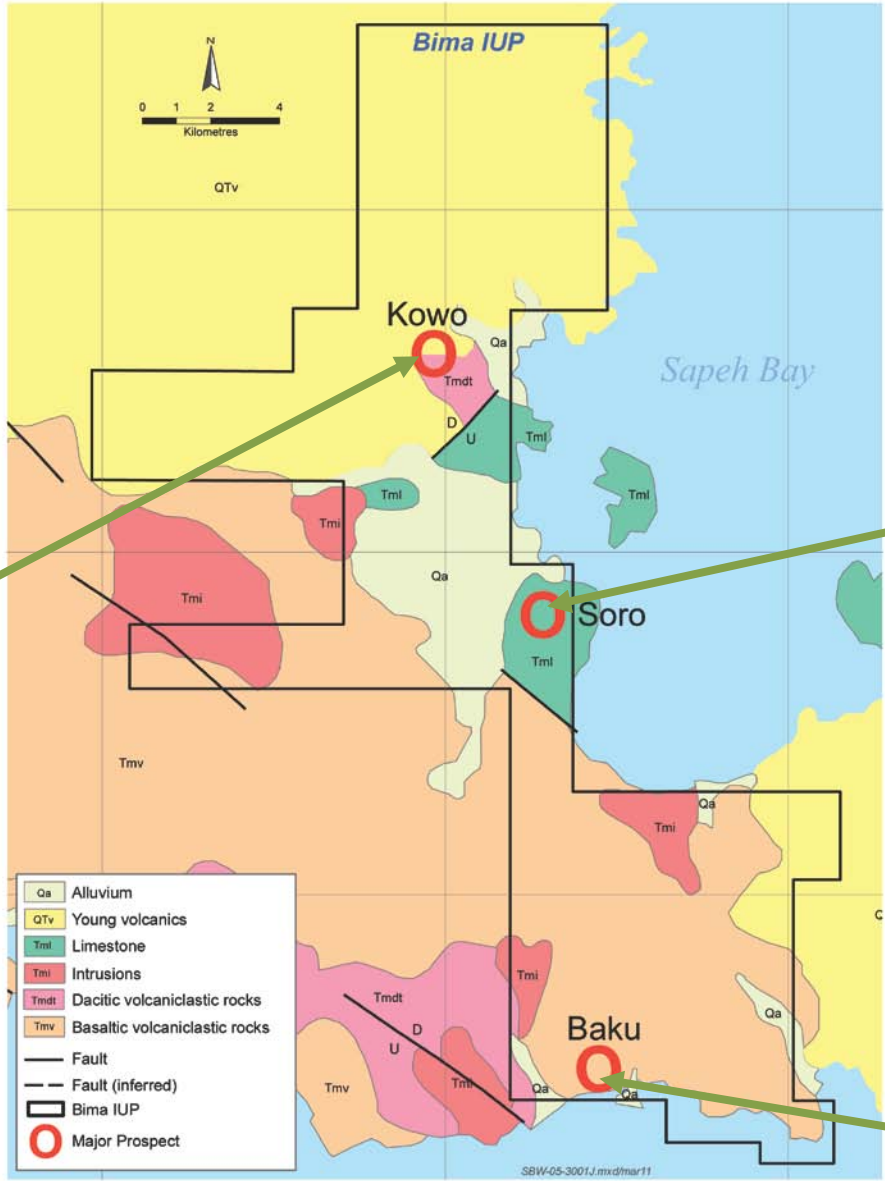 Bima IUP
N
0 1 2 4
Kilometres
QTv
Kowo
Qa
Tmdt
Sapeh Bay
D
U
Tml
Tml
Tml
Tmi
Qa
Tmi
Soro
Tml
Tmv
Qa
Tmi
Q
Tmdt
D
U
Tmi
Tmi
Baku
Qa
Qa
Qa
Tmv
Qa Alluvium
QTv Young volcanics
Tml Limestone
Tmi Intrusions
Tmdt Dacitic volcaniclastic rocks
Tmv Basaltic volcaniclastic rocks
Fault
Fault (inferred)
Bima IUP
Major Prospect
SBW-05-3001J.mxd/mar11